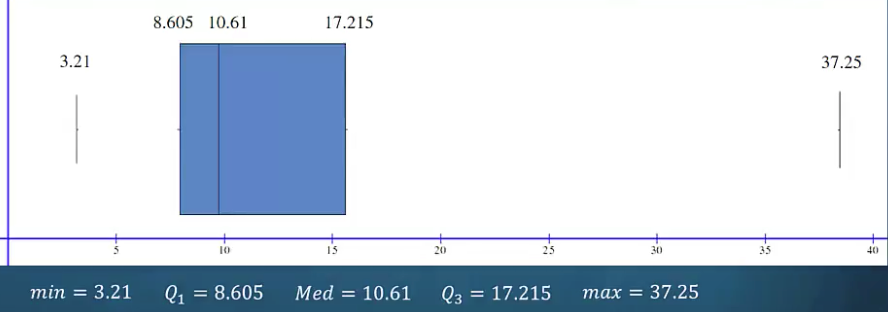 8.605 10.61 17.215
3.21 37.25
5 10 15 20 25 30 35 40
min = 3.21 Q₁ = 8.605 Med = 10.61 Q₃ = 17.215 max = 37.25